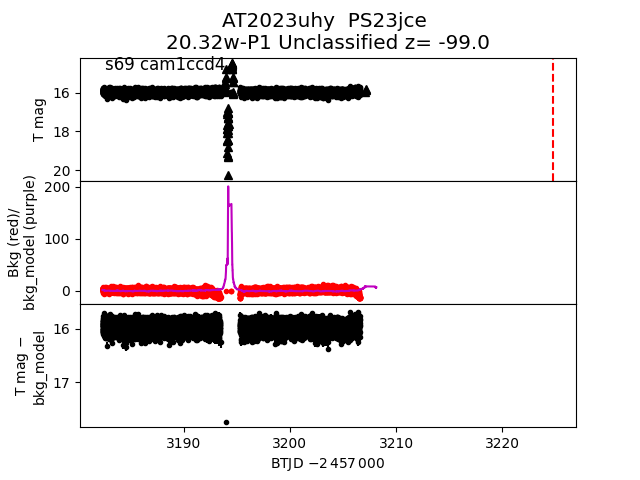 AT2023uhy  PS23jce
20.32w-P1 Unclassified z= -99.0
s69 cam1ccd4
T mag
16
18
20
Bkg (red)/
bkg_model (purple)
200
100
0
T mag −
bkg_model
16
17
3190
3200
3210
3220
BTJD −2 457 000